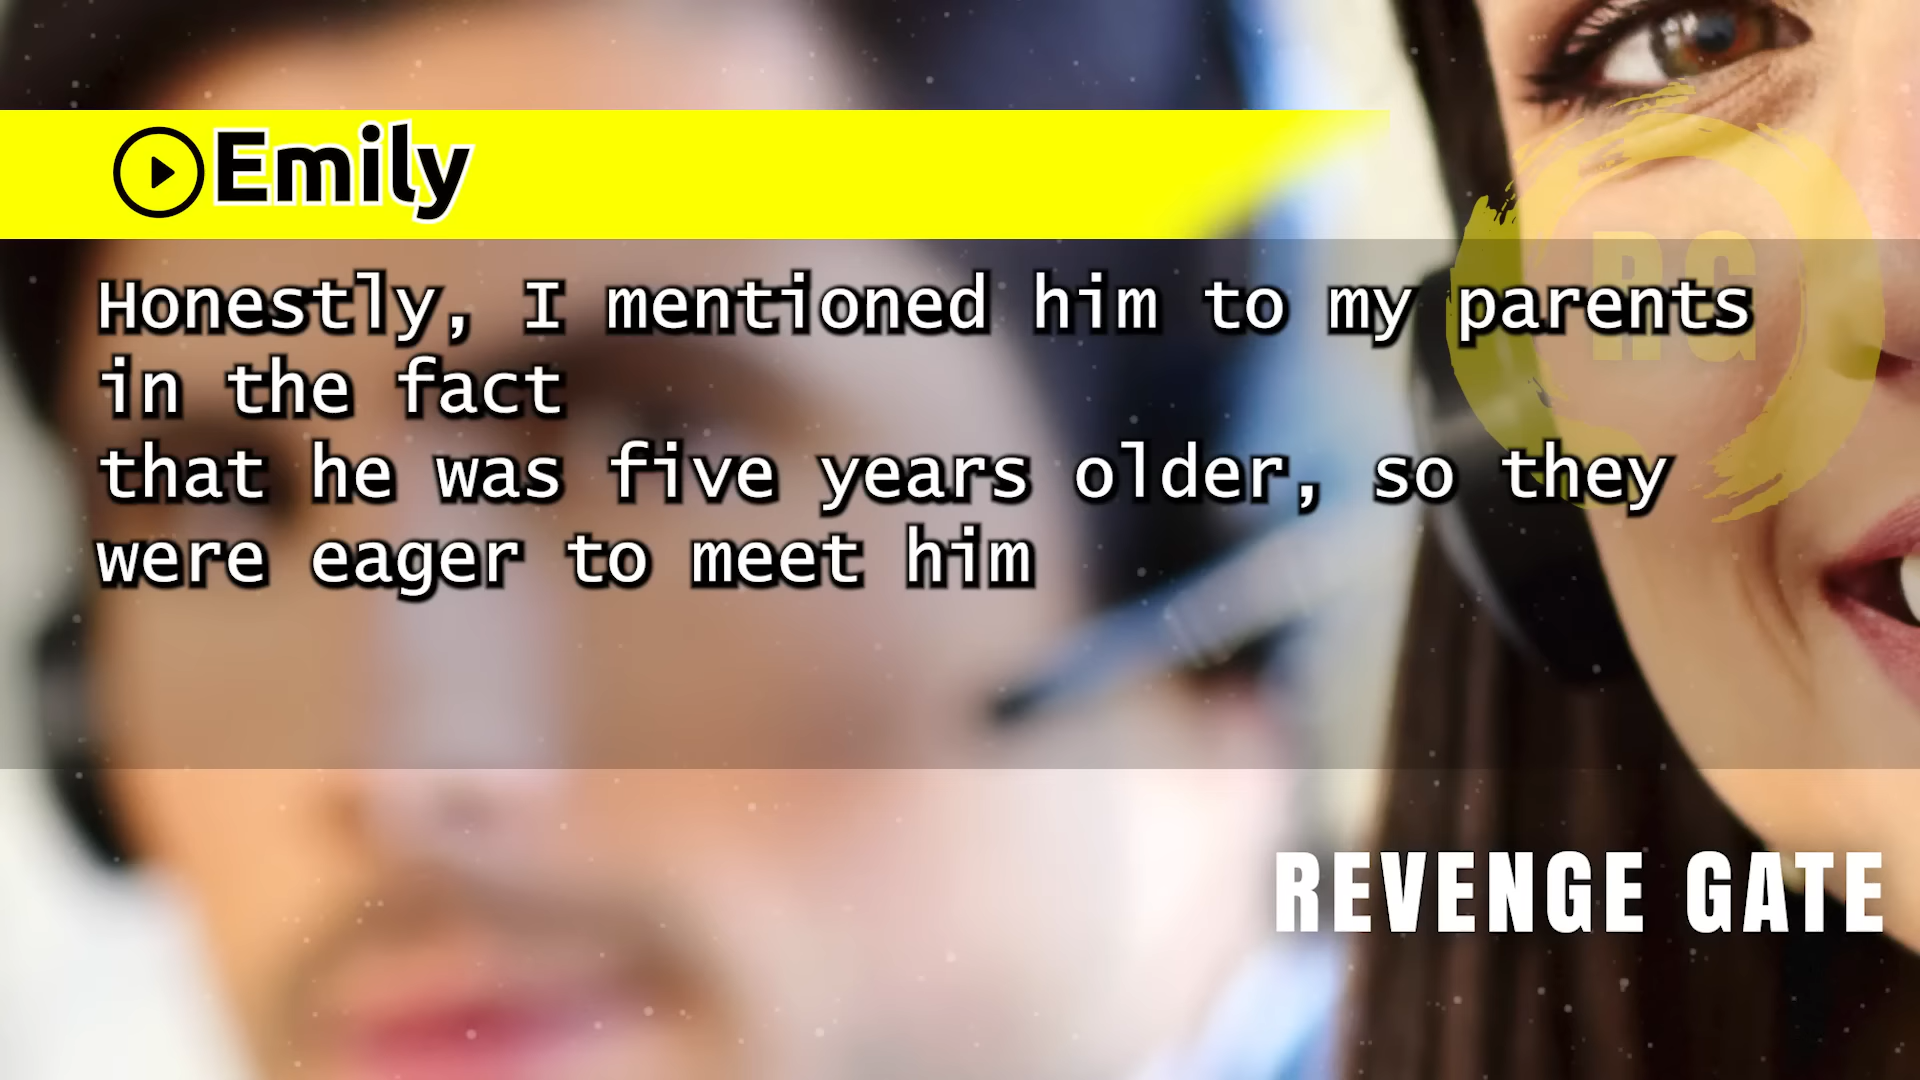 Emily
RG
Honestly, I mentioned him to my parents
in the fact
that he was five years older, so they
were eager to meet him
REVENGE GATE